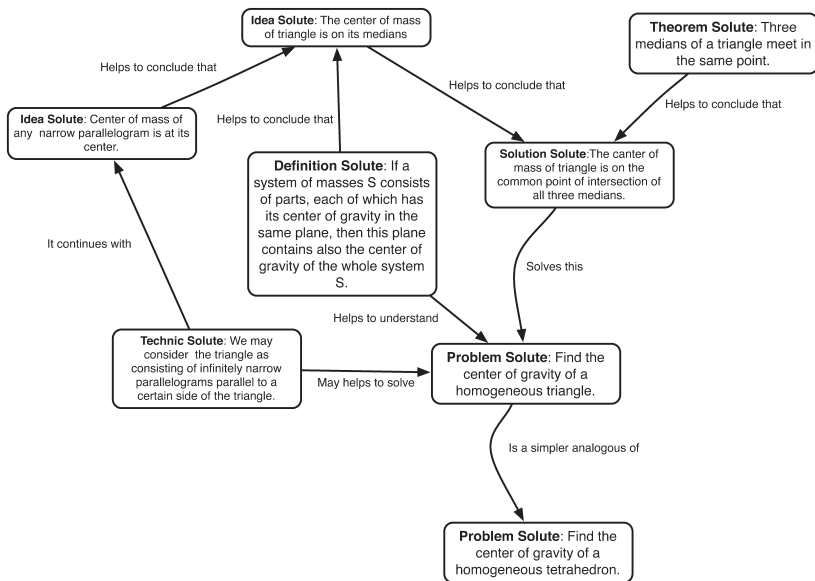 Idea Solute: The center of mass
of triangle is on its medians
Theorem Solute: Three
medians of a triangle meet in
the same point.
Helps to conclude that
Helps to conclude that
Helps to conclude that
Idea Solute: Center of mass of
any narrow parallelogram is at its
center.
Helps to conclude that
Definition Solute: If a
system of masses S consists
of parts, each of which has
its center of gravity in the
same plane, then this plane
contains also the center of
gravity of the whole system
S.
Solution Solute:The canter of
mass of triangle is on the
common point of intersection of
all three medians.
It continues with
Solves this
Helps to understand
Technic Solute: We may
consider the triangle as
consisting of infinitely narrow
parallelograms parallel to a
certain side of the triangle.
May helps to solve
Problem Solute: Find the
center of gravity of a
homogeneous triangle.
Is a simpler analogous of
Problem Solute: Find the
center of gravity of a
homogeneous tetrahedron.